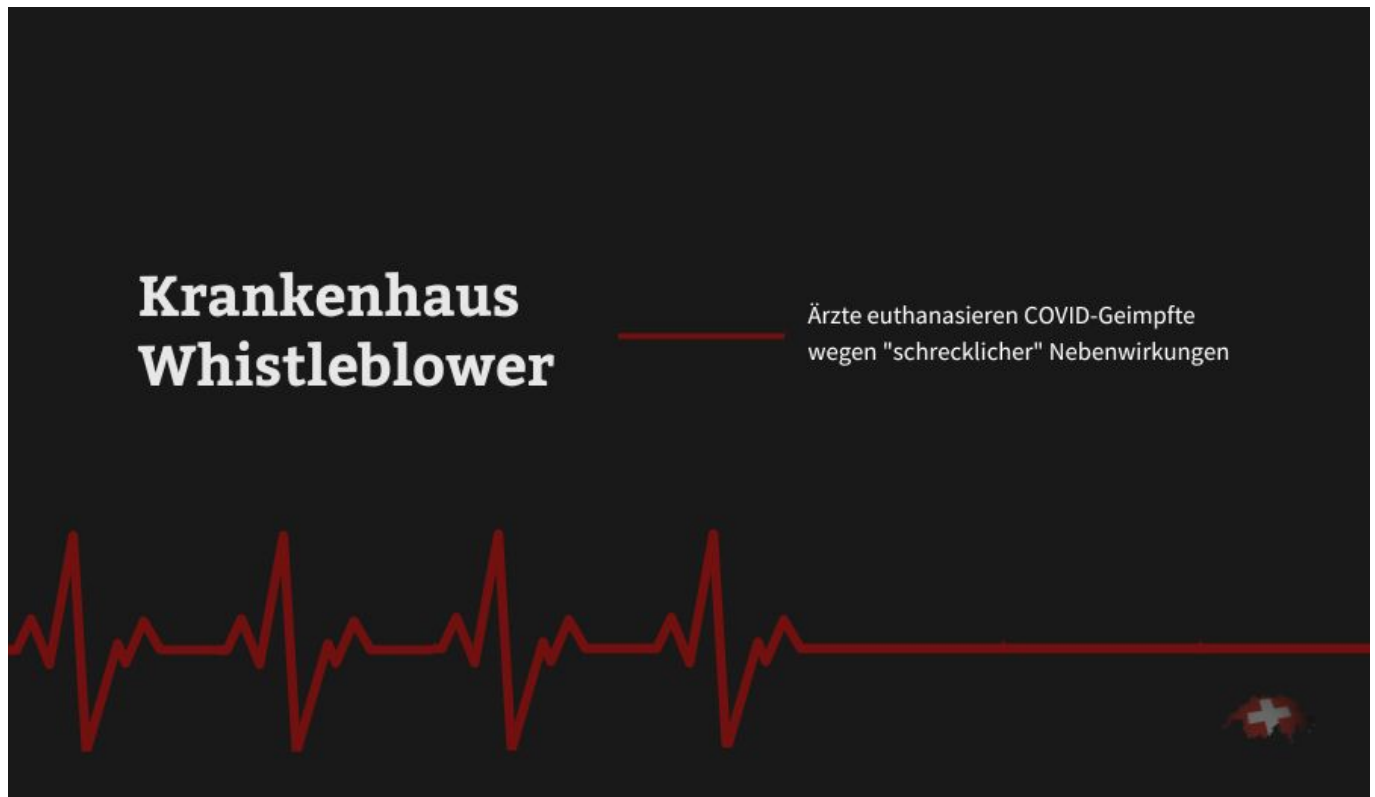 Krankenhaus
Whistleblower
Ärzte euthanasieren COVID-Geimpfte
wegen "schrecklicher" Nebenwirkungen